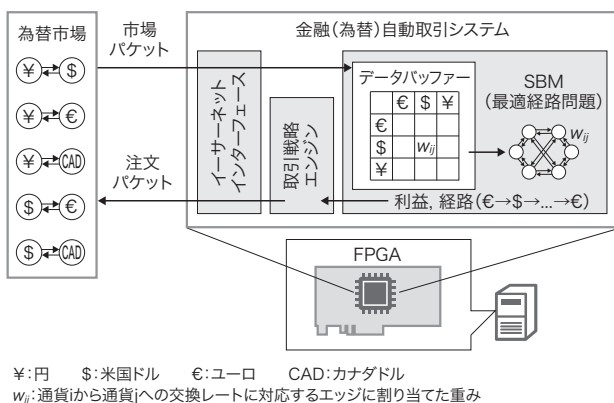 為替市場
¥ $
¥ €
¥ CAD
$ €
$ CAD
市場
パケット
注文
パケット
金融(為替)自動取引システム
イーサーネット
インターフェース
取引戦略
エンジン
データバッファー
€ $ ¥
€
$ wij
¥
SBM
(最適経路問題)
wij
利益, 経路(€→$→...→€)
FPGA
¥:円 $:米国ドル €:ユーロ CAD:カナダドル
wij:通貨iから通貨jへの交換レートに対応するエッジに割り当てた重み